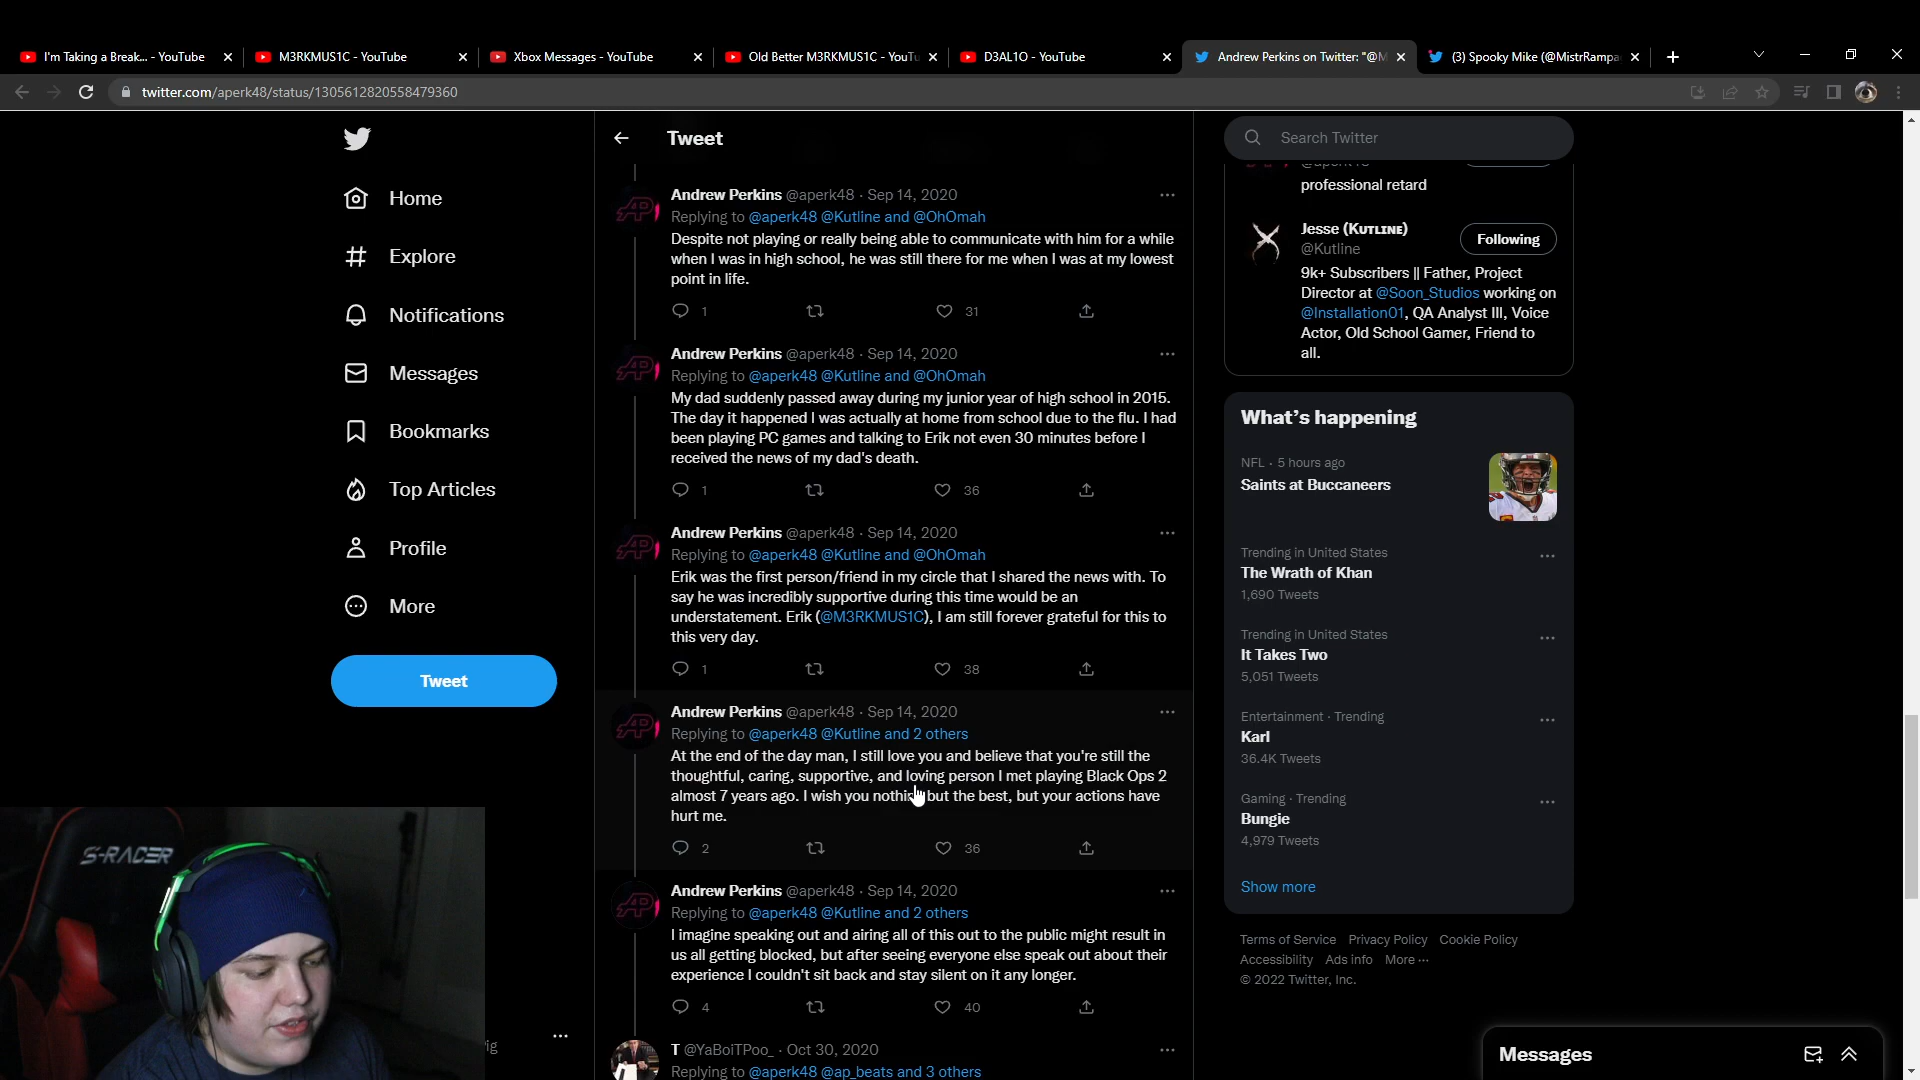 I'm Taking a Break... - YouTube
M3RKMUS1C - YouTube
Xbox Messages - YouTube
Old Better M3RKMUS1C - YouTu
D3AL1O - YouTube
Andrew Perkins on Twitter: "@M
(3) Spooky Mike (@MistrRampa
twitter.com/aperk48/status/1305612820558479360
Home
Explore
Notifications
Messages
Bookmarks
Top Articles
Profile
More
Tweet
S-RACER
Tweet
Andrew Perkins @aperk48 · Sep 14, 2020
Replying to @aperk48 @Kutline and @OhOmah
Despite not playing or really being able to communicate with him for a while
when I was in high school, he was still there for me when I was at my lowest
point in life.
1 31
Andrew Perkins @aperk48 · Sep 14, 2020
Replying to @aperk48 @Kutline and @OhOmah
My dad suddenly passed away during my junior year of high school in 2015.
The day it happened I was actually at home from school due to the flu. I had
been playing PC games and talking to Erik not even 30 minutes before I
received the news of my dad's death.
1 36
Andrew Perkins @aperk48 · Sep 14, 2020
Replying to @aperk48 @Kutline and @OhOmah
Erik was the first person/friend in my circle that I shared the news with. To
say he was incredibly supportive during this time would be an
understatement. Erik (@M3RKMUS1C), I am still forever grateful for this to
this very day.
1 38
Andrew Perkins @aperk48 · Sep 14, 2020
Replying to @aperk48 @Kutline and 2 others
At the end of the day man, I still love you and believe that you're still the
thoughtful, caring, supportive, and loving person I met playing Black Ops 2
almost 7 years ago. I wish you nothing but the best, but your actions have
hurt me.
2 36
Andrew Perkins @aperk48 · Sep 14, 2020
Replying to @aperk48 @Kutline and 2 others
I imagine speaking out and airing all of this out to the public might result in
us all getting blocked, but after seeing everyone else speak out about their
experience I couldn't sit back and stay silent on it any longer.
4 40
T @YaBoiTPoo_ · Oct 30, 2020
Replying to @aperk48 @ap_beats and 3 others
Search Twitter
professional retard
Jesse (KUTLINE)
@Kutline
Following
9k+ Subscribers || Father, Project
Director at @Soon_Studios working on
@Installation01, QA Analyst III, Voice
Actor, Old School Gamer, Friend to
all.
What's happening
NFL · 5 hours ago
Saints at Buccaneers
Trending in United States
The Wrath of Khan
1,690 Tweets
Trending in United States
It Takes Two
5,051 Tweets
Entertainment · Trending
Karl
36.4K Tweets
Gaming · Trending
Bungie
4,979 Tweets
Show more
Terms of Service Privacy Policy Cookie Policy
Accessibility Ads info More ···
© 2022 Twitter, Inc.
Messages